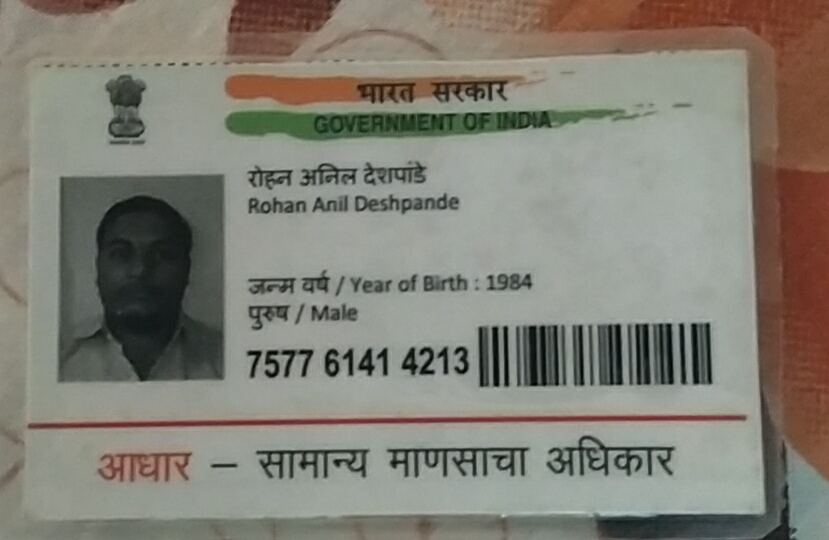 भारत सरकार
GOVERNMENT OF INDIA
रोहन अनिल देशपांडे
Rohan Anil Deshpande
जन्म वर्ष / Year of Birth : 1984
पुरुष / Male
7577 6141 4213
आधार – सामान्य माणसाचा अधिकार